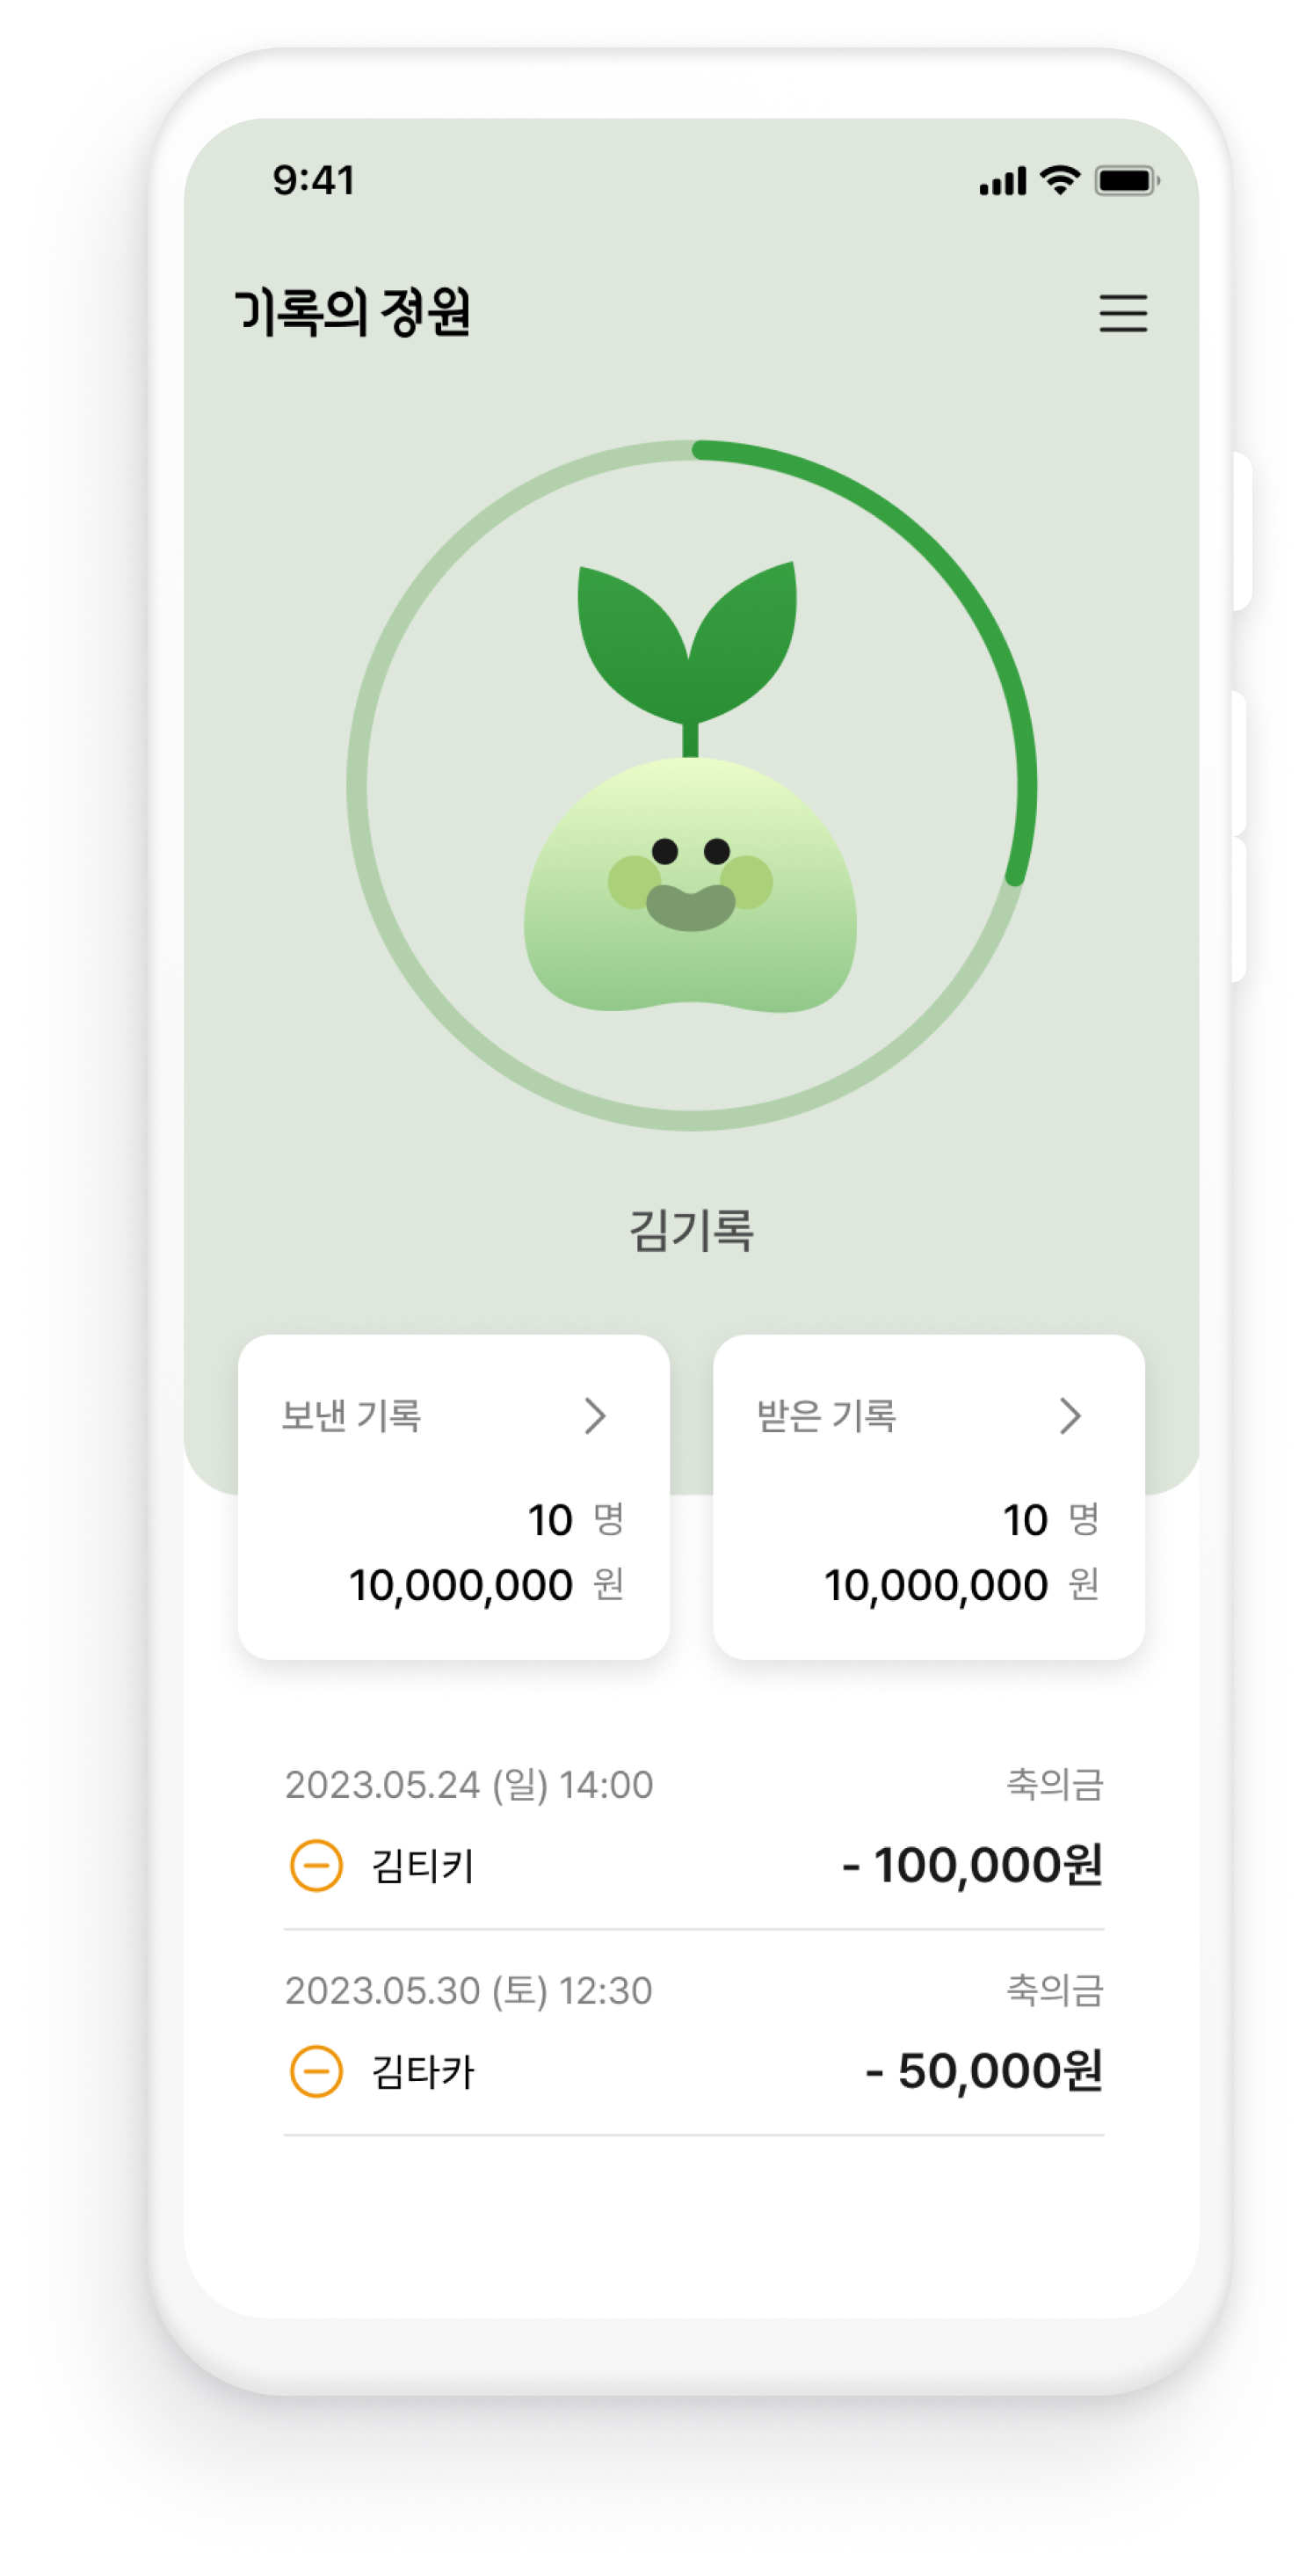 9:41
기록의 정원
김기록
보낸 기록
10 명
10,000,000 원
받은 기록
10 명
10,000,000 원
2023.05.24 (일) 14:00 축의금
김티키 - 100,000원
2023.05.30 (토) 12:30 축의금
김타카 - 50,000원